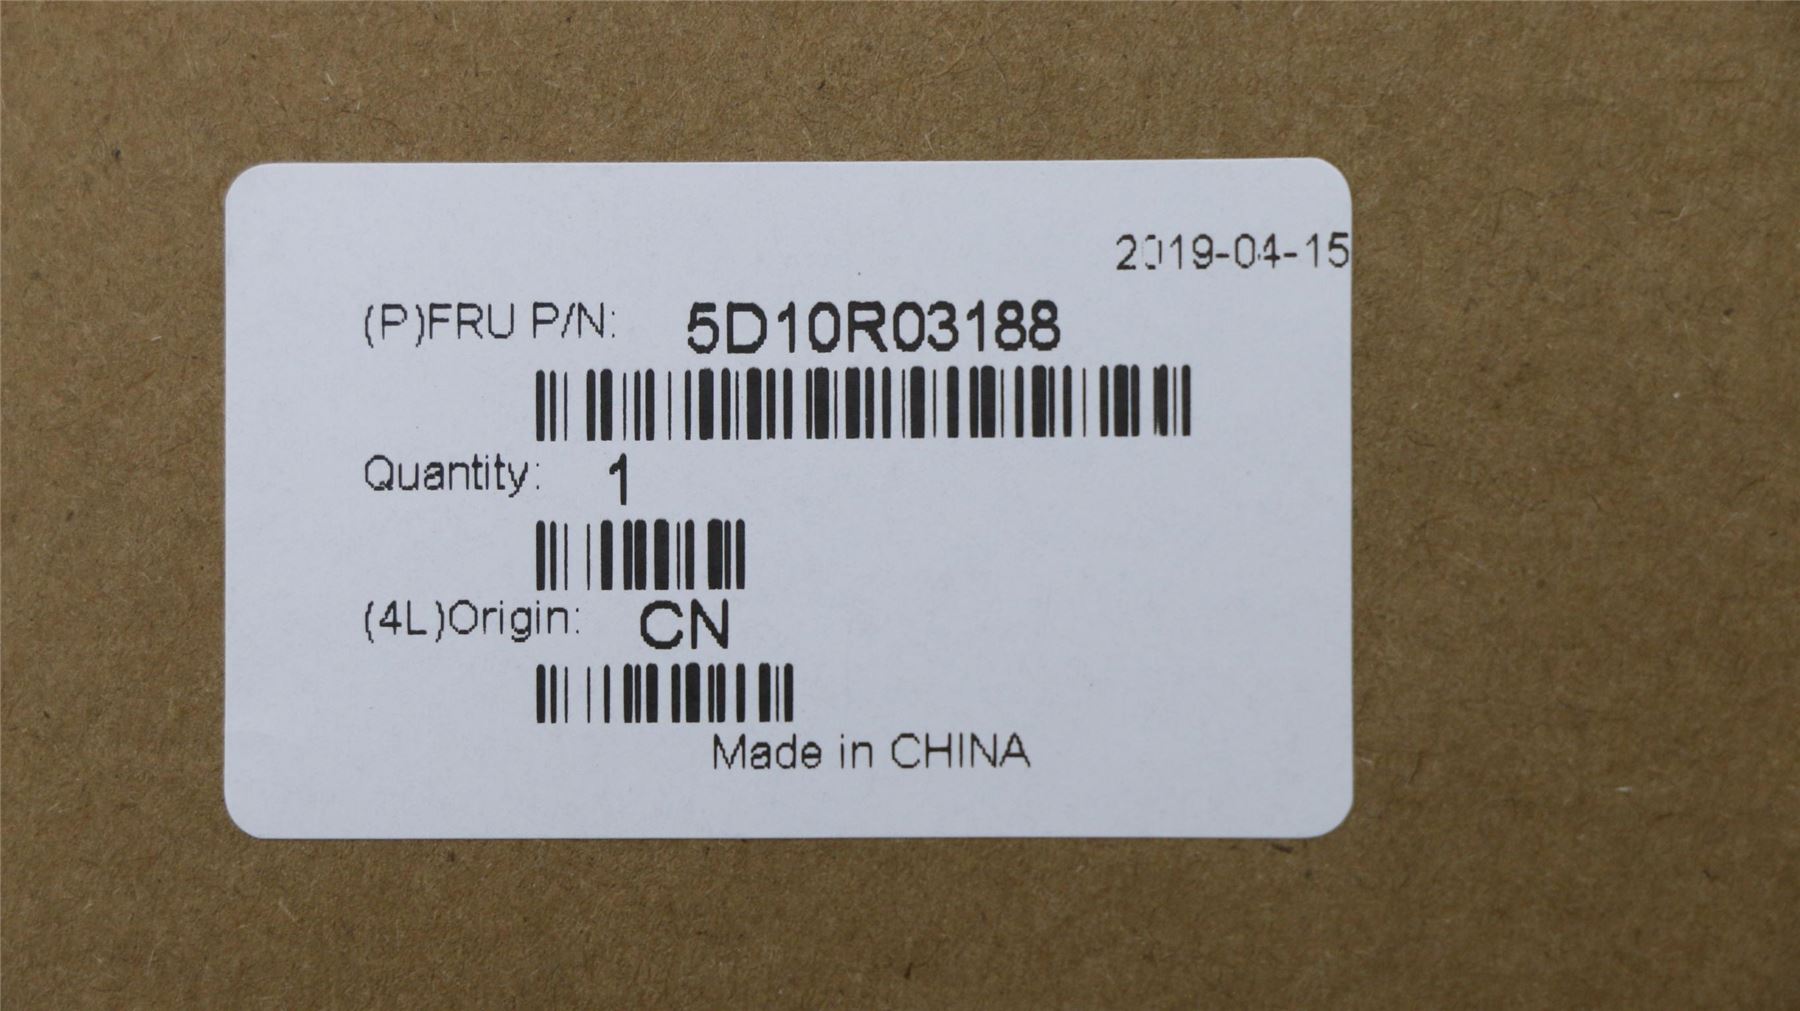 2019-04-15
(P)FRU P/N: 5D10R03188
Quantity: 1
(4L)Origin: CN
Made in CHINA